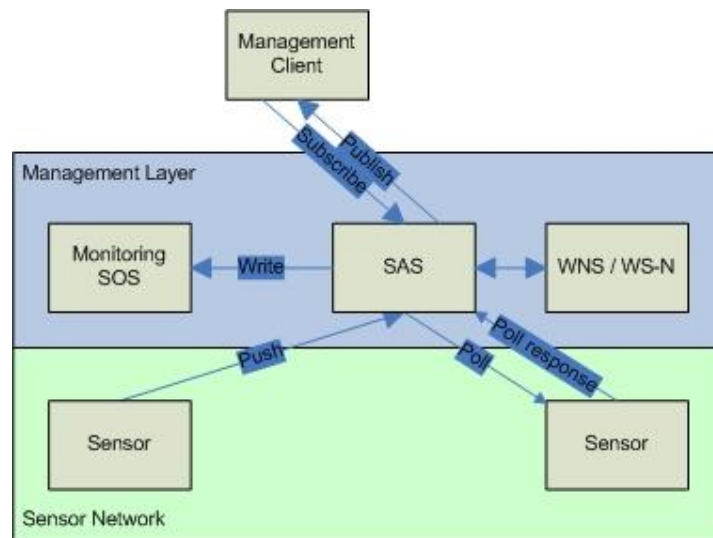 Management
Client
Subscribe
Publish
Management Layer
Monitoring
SOS
Write
SAS
WNS / WS-N
Push
Poll
Poll response
Sensor
Sensor
Sensor Network